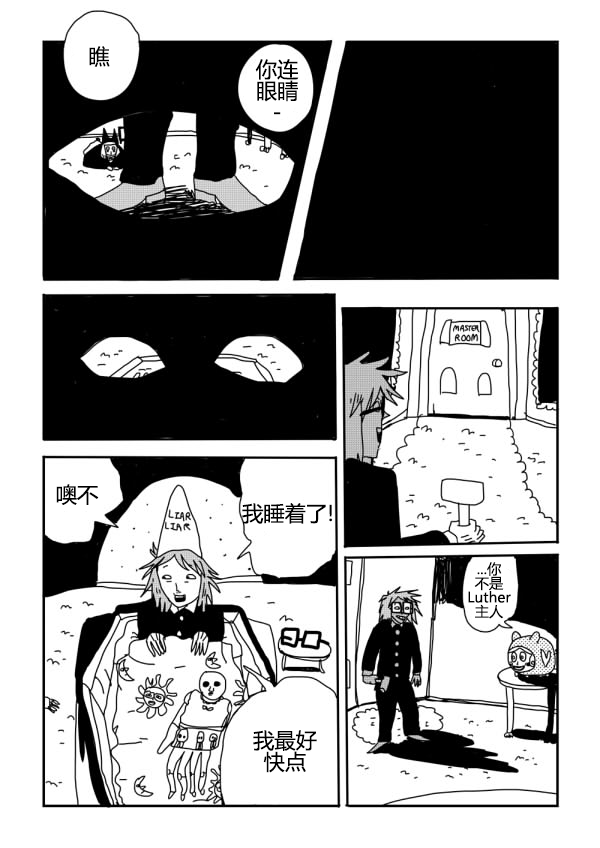 瞧
你连
眼睛
-
MASTER
ROOM
LIAR
LIAR
噢不
我睡着了!
我最好
快点
...你
不是
Luther
主人